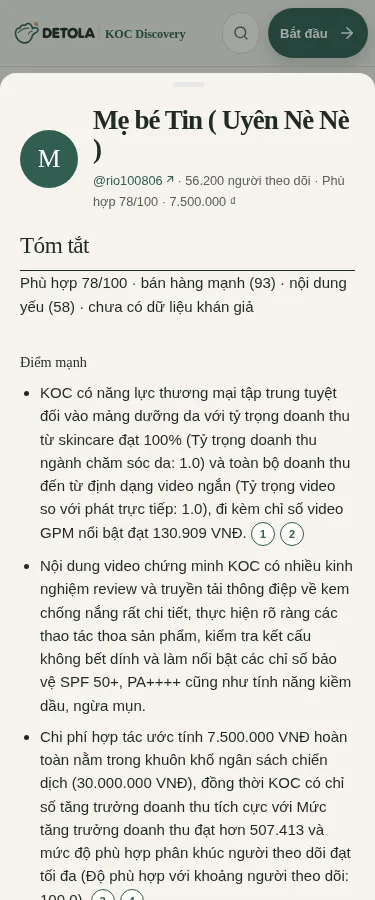 DETOLA KOC Discovery Bắt đầu
M
Mẹ bé Tin ( Uyên Nè Nè
)
@rio100806 ↗ · 56.200 người theo dõi · Phù
hợp 78/100 · 7.500.000 ₫
Tóm tắt
Phù hợp 78/100 · bán hàng mạnh (93) · nội dung
yếu (58) · chưa có dữ liệu khán giả
Điểm mạnh
• KOC có năng lực thương mại tập trung tuyệt
đối vào mảng dưỡng da với tỷ trọng doanh thu
từ skincare đạt 100% (Tỷ trọng doanh thu
ngành chăm sóc da: 1.0) và toàn bộ doanh thu
đến từ định dạng video ngắn (Tỷ trọng video
so với phát trực tiếp: 1.0), đi kèm chỉ số video
GPM nổi bật đạt 130.909 VNĐ. 1 2
• Nội dung video chứng minh KOC có nhiều kinh
nghiệm review và truyền tải thông điệp về kem
chống nắng rất chi tiết, thực hiện rõ ràng các
thao tác thoa sản phẩm, kiểm tra kết cấu
không bết dính và làm nổi bật các chỉ số bảo
vệ SPF 50+, PA++++ cũng như tính năng kiềm
dầu, ngừa mụn.
• Chi phí hợp tác ước tính 7.500.000 VNĐ hoàn
toàn nằm trong khuôn khổ ngân sách chiến
dịch (30.000.000 VNĐ), đồng thời KOC có chỉ
số tăng trưởng doanh thu tích cực với Mức
tăng trưởng doanh thu đạt hơn 507.413 và
mức độ phù hợp phân khúc người theo dõi đạt
tối đa (Độ phù hợp với khoảng người theo dõi:
100.0). 3 4